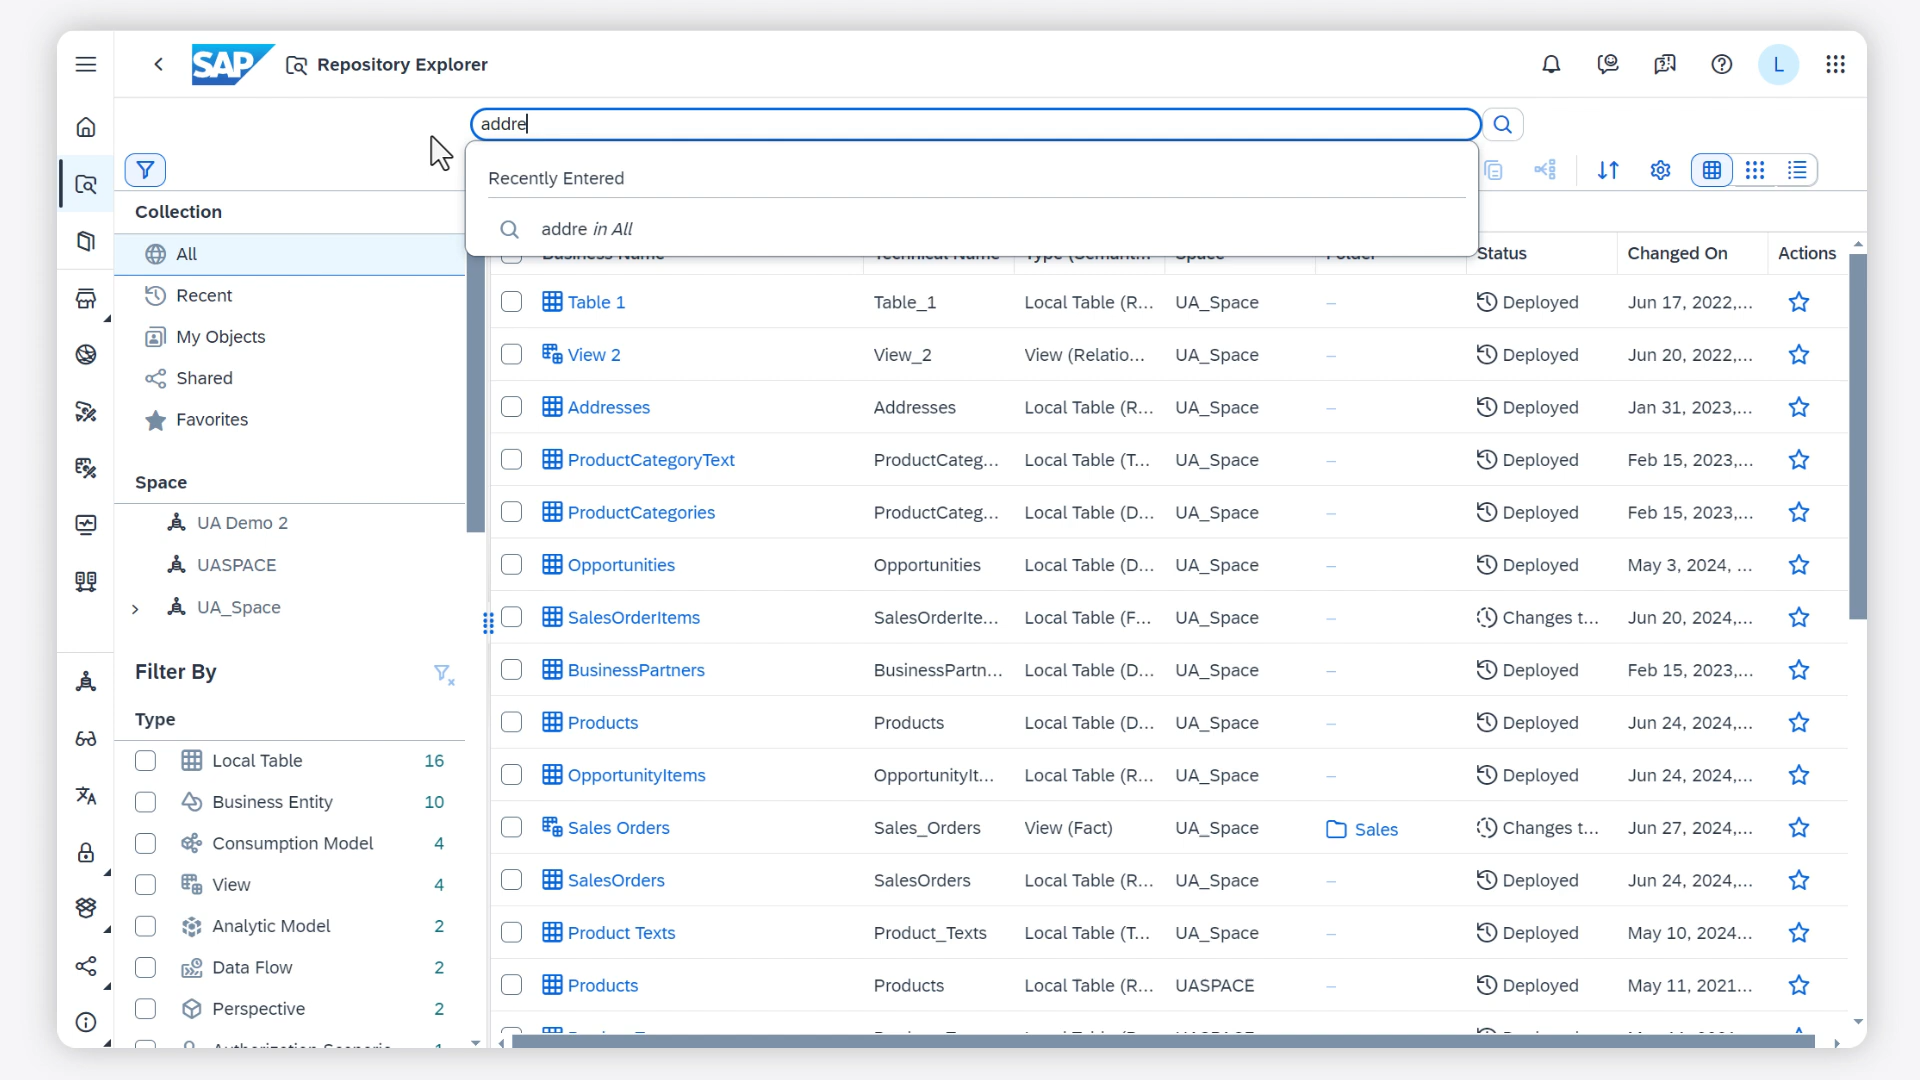 SAP Repository Explorer L
addre
Recently Entered
addre in All
Collection
All
Recent
My Objects
Shared
Favorites
Space
UA Demo 2
UASPACE
UA_Space
Filter By
Type
Local Table 16
Business Entity 10
Consumption Model 4
View 4
Analytic Model 2
Data Flow 2
Perspective 2
Status Changed On Actions
Table 1 Table_1 Local Table (R... UA_Space – Deployed Jun 17, 2022,...
View 2 View_2 View (Relatio... UA_Space – Deployed Jun 20, 2022,...
Addresses Addresses Local Table (R... UA_Space – Deployed Jan 31, 2023,...
ProductCategoryText ProductCateg... Local Table (T... UA_Space – Deployed Feb 15, 2023,...
ProductCategories ProductCateg... Local Table (D... UA_Space – Deployed Feb 15, 2023,...
Opportunities Opportunities Local Table (D... UA_Space – Deployed May 3, 2024, ...
SalesOrderItems SalesOrderIte... Local Table (F... UA_Space – Changes t... Jun 20, 2024,...
BusinessPartners BusinessPartn... Local Table (D... UA_Space – Deployed Feb 15, 2023,...
Products Products Local Table (D... UA_Space – Deployed Jun 24, 2024,...
OpportunityItems OpportunityIt... Local Table (R... UA_Space – Deployed Jun 24, 2024,...
Sales Orders Sales_Orders View (Fact) UA_Space Sales Changes t... Jun 27, 2024,...
SalesOrders SalesOrders Local Table (R... UA_Space – Deployed Jun 24, 2024,...
Product Texts Product_Texts Local Table (T... UA_Space – Deployed May 10, 2024...
Products Products Local Table (R... UASPACE – Deployed May 11, 2021...